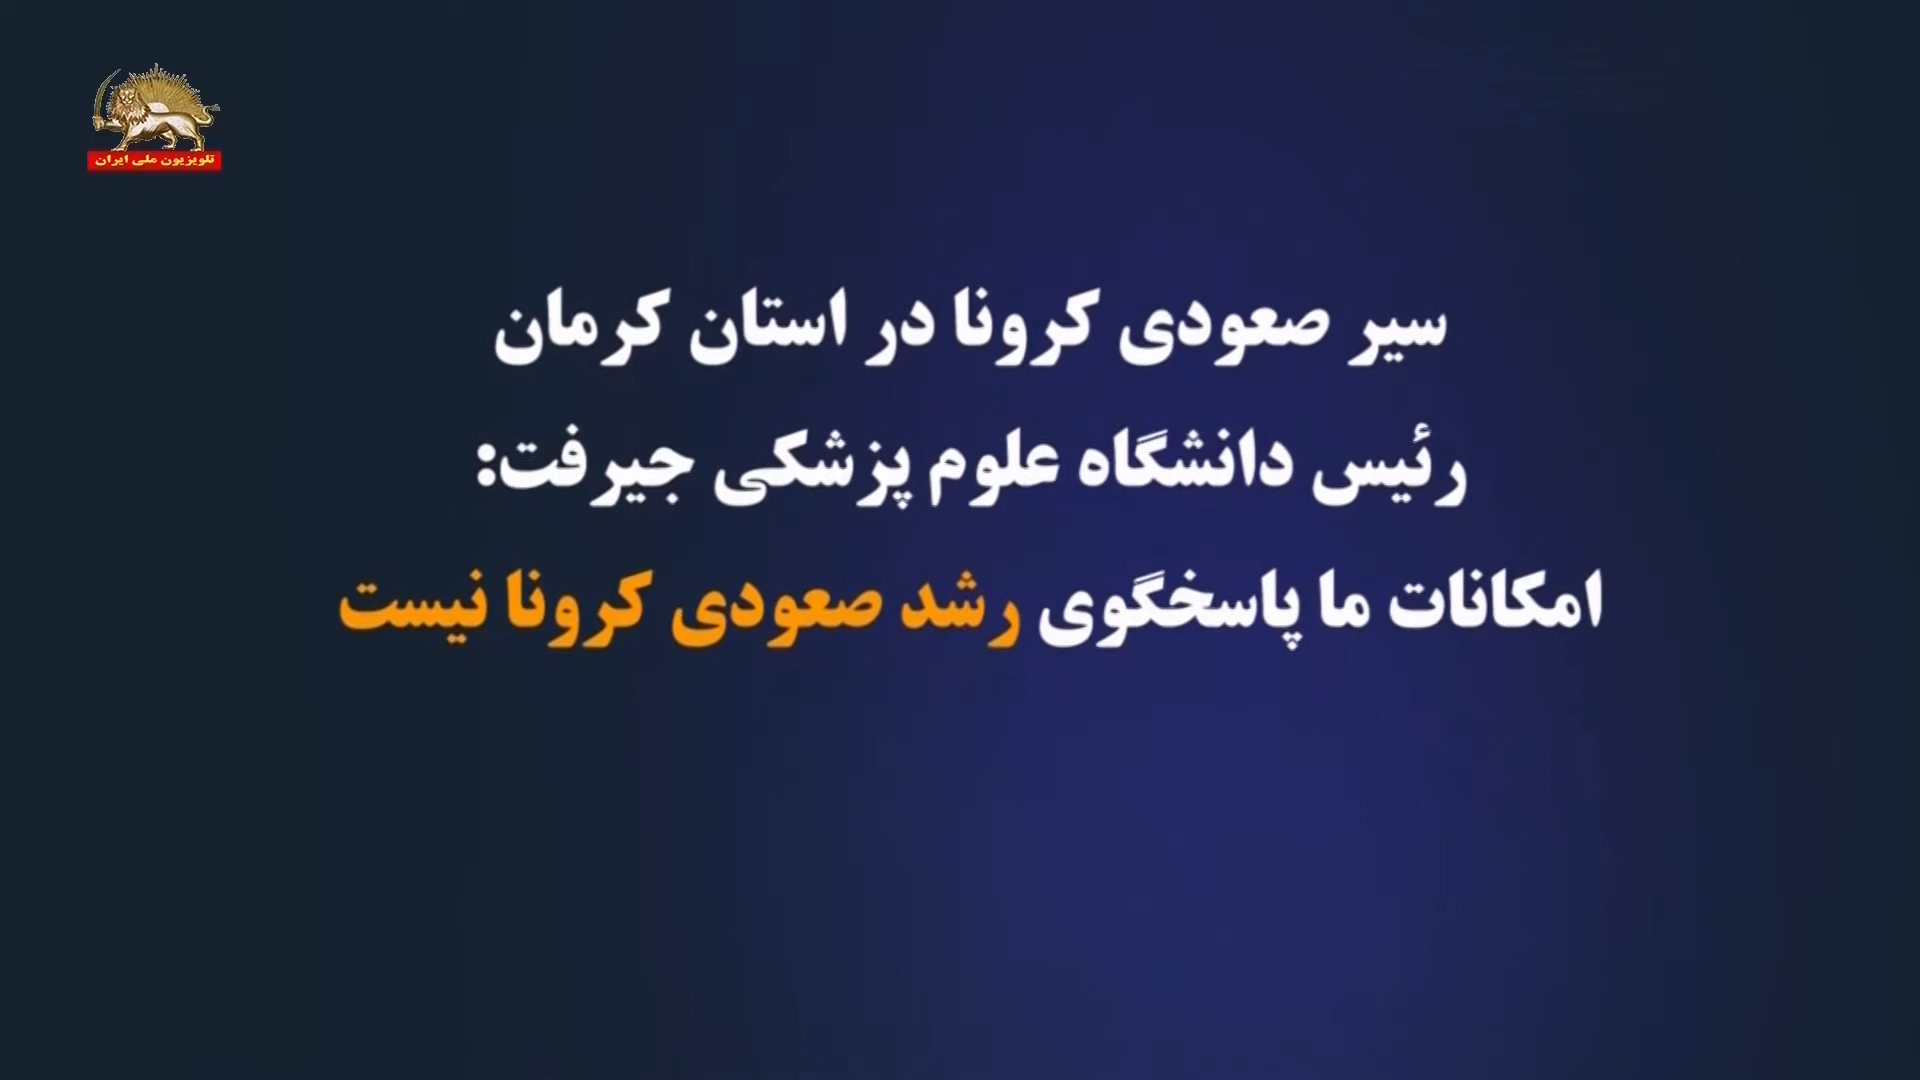 تلویزیون ملی ایران
سیر صعودی کرونا در استان کرمان
رئیس دانشگاه علوم پزشکی جیرفت:
امکانات ما پاسخگوی رشد صعودی کرونا نیست